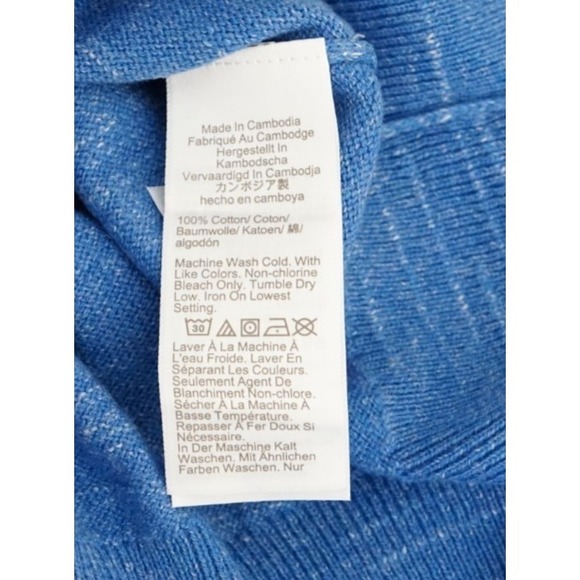 Made In Cambodia
Fabriqué Au Cambodge
Hergestellt In
Kambodscha
Vervaardigd In Cambodja
カンボジア製
hecho en camboya
100% Cotton/ Coton/
Baumwolle/ Katoen/ 綿/
algodón
Machine Wash Cold. With
Like Colors. Non-chlorine
Bleach Only. Tumble Dry
Low. Iron On Lowest
Setting.
30
Laver À La Machine À
L'eau Froide. Laver En
Séparant Les Couleurs.
Seulement Agent De
Blanchiment Non-chlore.
Sécher À La Machine À
Basse Température.
Repasser À Fer Doux Si
Nécessaire.
In Der Maschine Kalt
Waschen. Mit Ähnlichen
Farben Waschen. Nur